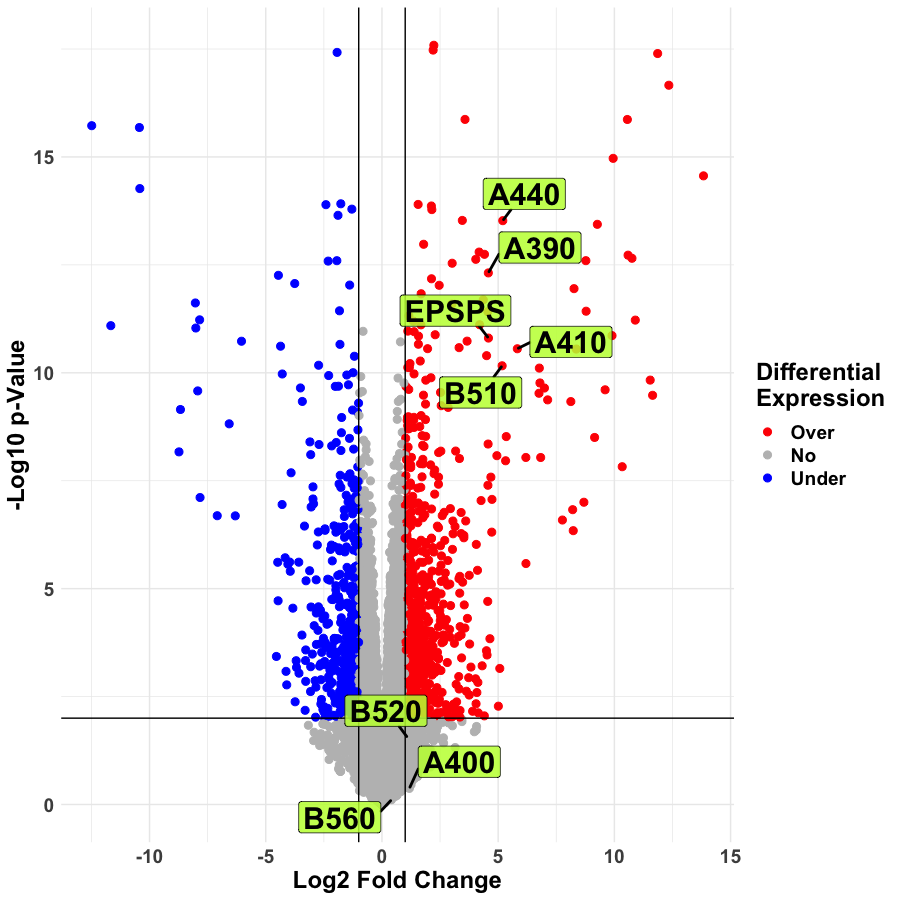 -Log10 p-Value
15
10
5
0
A440
A390
EPSPS
A410
B510
B520
A400
B560
-10
-5
0
5
10
15
Log2 Fold Change
Differential
Expression
Over
No
Under